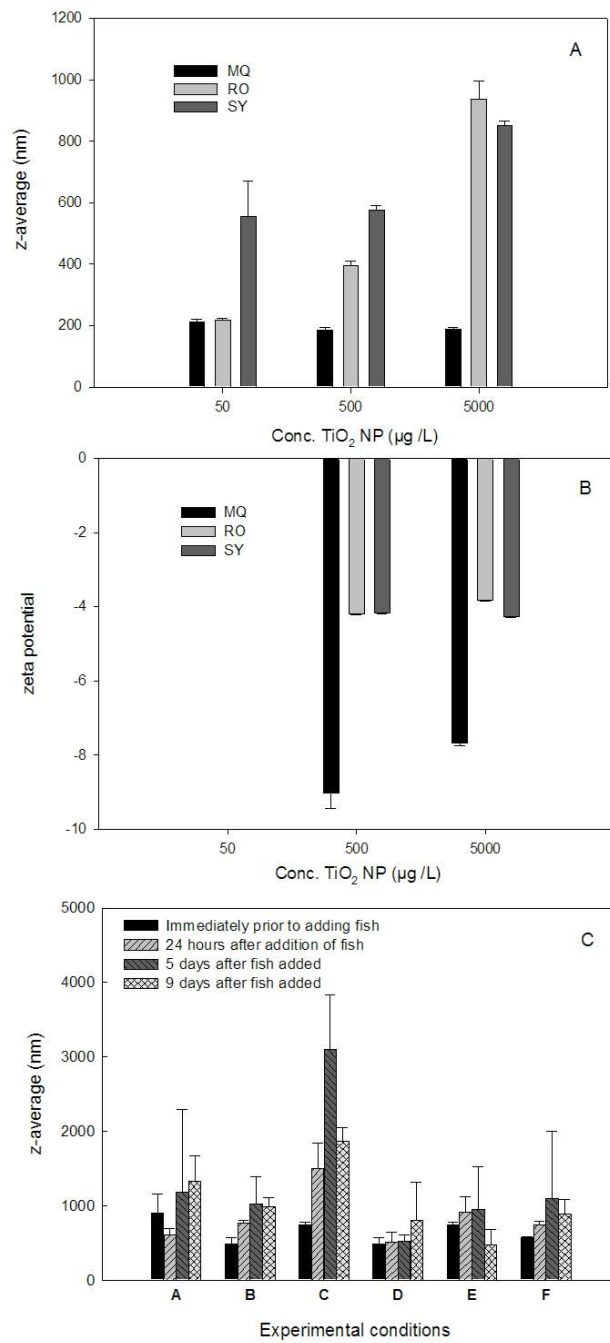 A
1200
1000
800
600
400
200
0
z-average (nm)
MQ
RO
SY
50 500 5000
Conc. TiO₂ NP (µg /L)
B
0
-2
-4
-6
-8
-10
zeta potential
MQ
RO
SY
50 500 5000
Conc. TiO₂ NP (µg/L)
C
5000
4000
3000
2000
1000
0
z-average (nm)
Immediately prior to adding fish
24 hours after addition of fish
5 days after fish added
9 days after fish added
A B C D E F
Experimental conditions